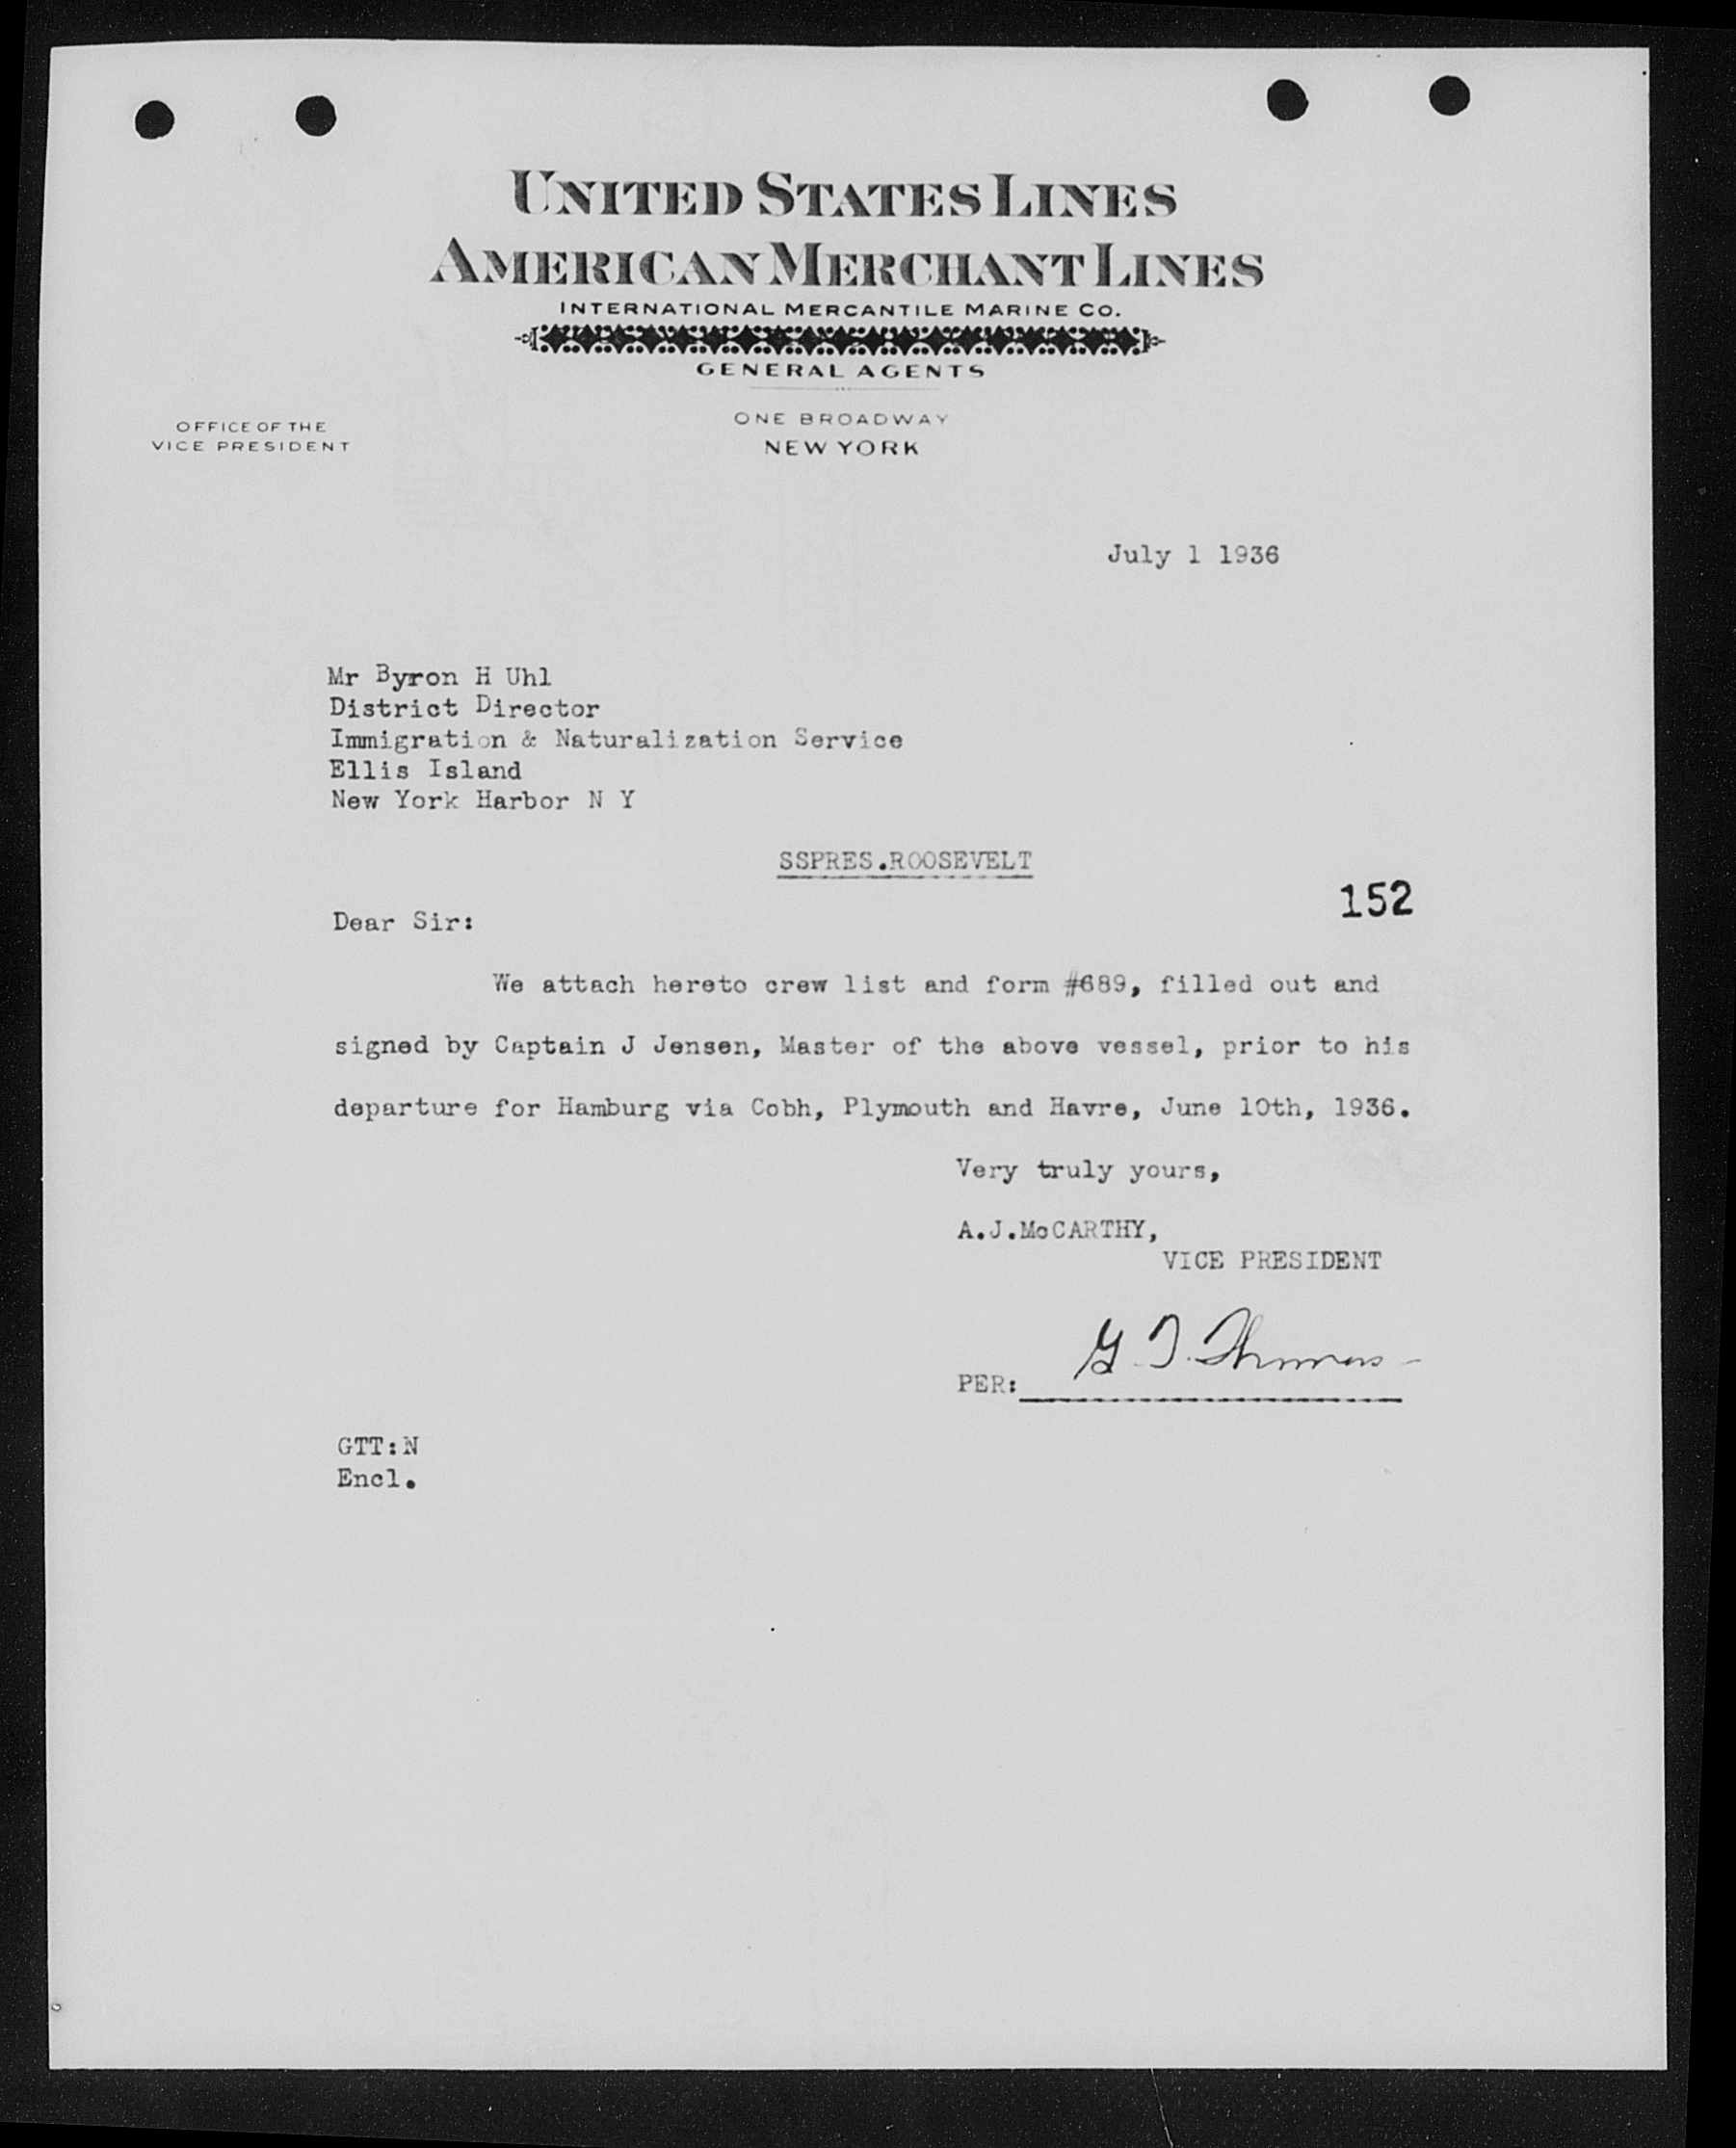 UNITED STATES LINES
AMERICAN MERCHANT LINES
INTERNATIONAL MERCANTILE MARINE CO.
GENERAL AGENTS
OFFICE OF THE
VICE PRESIDENT
ONE BROADWAY
NEW YORK
July 1 1936
Mr Byron H Uhl
District Director
Immigration & Naturalization Service
Ellis Island
New York Harbor N Y
SSPRES.ROOSEVELT
152
Dear Sir:
We attach hereto crew list and form #689, filled out and
signed by Captain J Jensen, Master of the above vessel, prior to his
departure for Hamburg via Cobh, Plymouth and Havre, June 10th, 1936.
Very truly yours,
A.J.McCARTHY,
VICE PRESIDENT
G. T. Thomas
PER:
GTT:N
Encl.